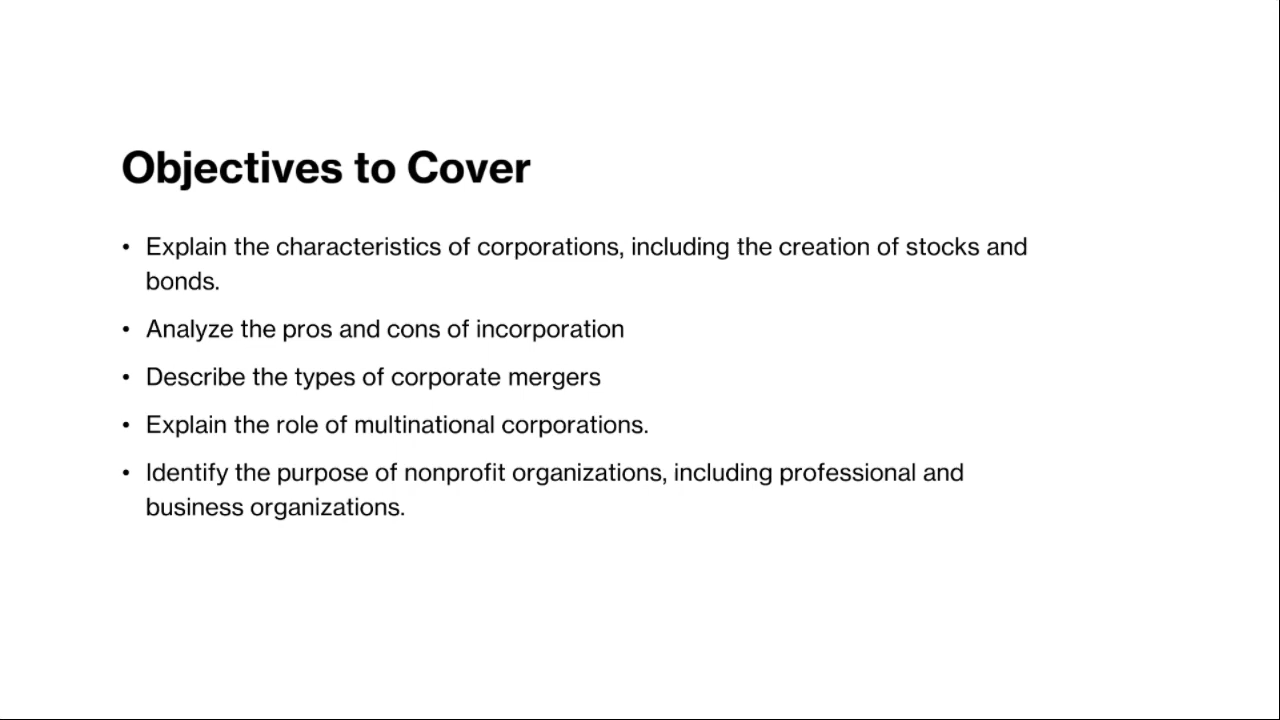 Objectives to Cover
• Explain the characteristics of corporations, including the creation of stocks and
bonds.
• Analyze the pros and cons of incorporation
• Describe the types of corporate mergers
• Explain the role of multinational corporations.
• Identify the purpose of nonprofit organizations, including professional and
business organizations.